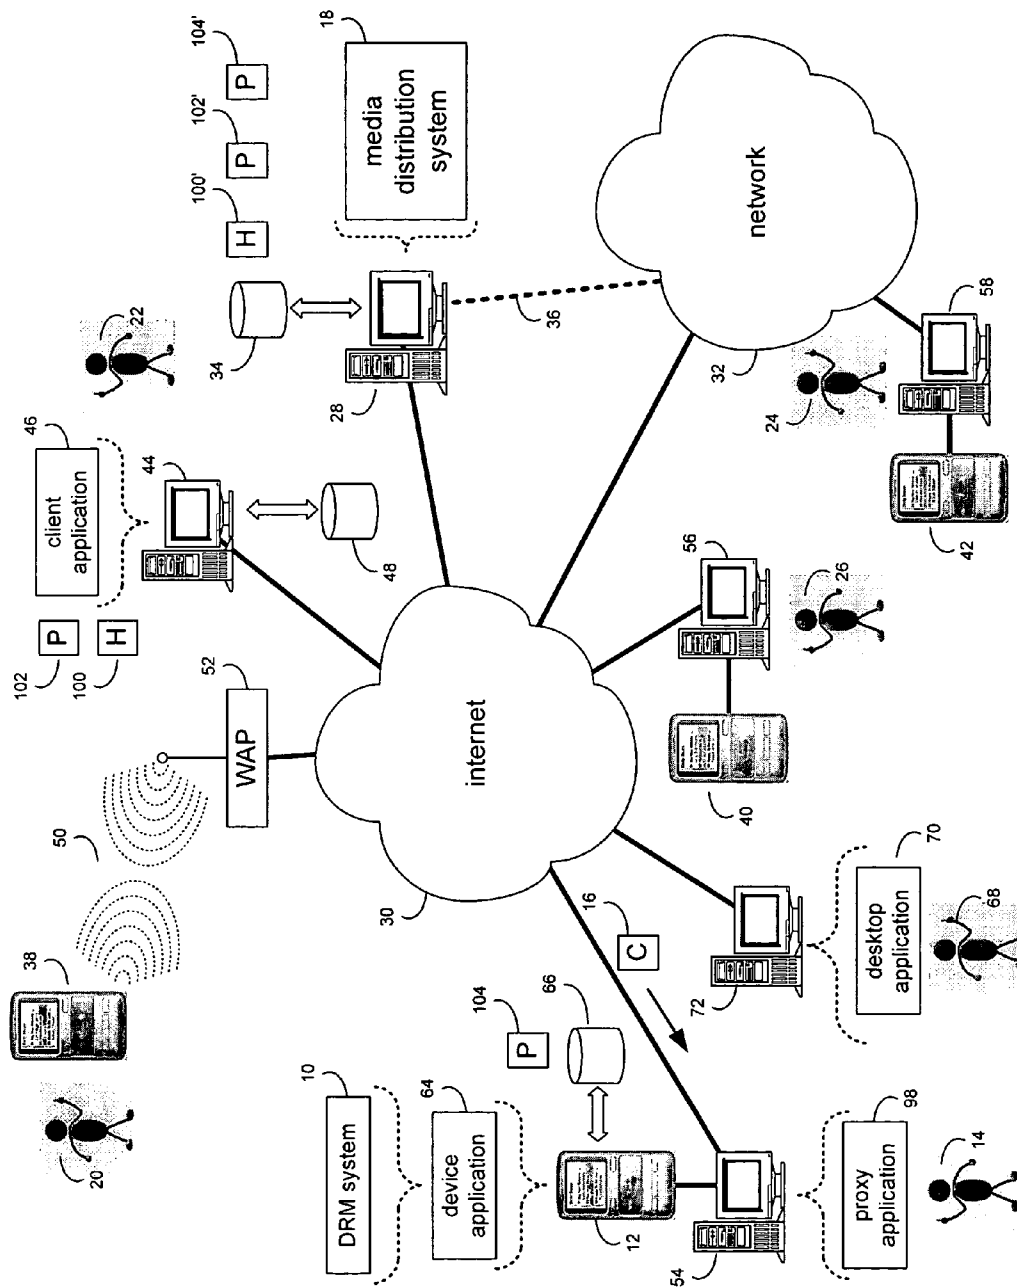 104'
P
102'
P
100'
H
18
media
distribution
system
34
28
36
22
46
client
application
44
48
P
102
H
100
52
WAP
50
38
20
internet
30
network
32
24
58
42
56
26
40
16
C
72
desktop
application
70
68
104
P
66
10
DRM system
64
device
application
12
54
98
proxy
application
14